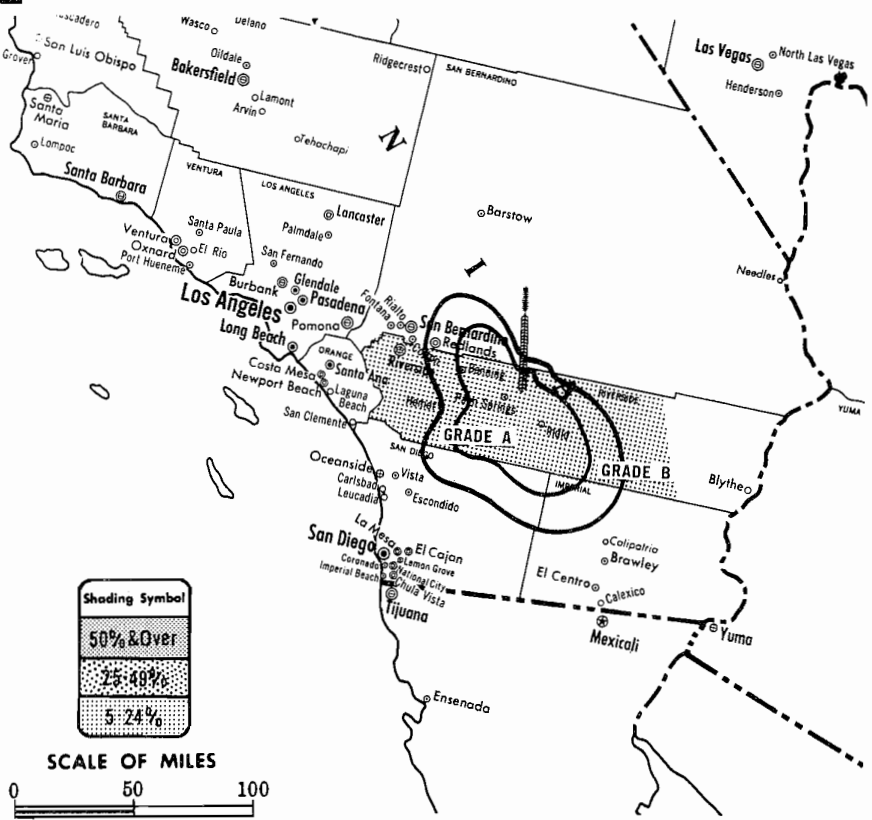 Wasco
Delano
San Luis Obispo
Grover
Oildale
Bakersfield
Ridgecrest
SAN BERNARDINO
Las Vegas
North Las Vegas
Henderson
Santa
Maria
SANTA
BARBARA
Lamont
Arvin
N
Tehachapi
Lompoc
Santa Barbara
VENTURA
LOS ANGELES
Lancaster
Barstow
Ventura
Santa Paula
Palmdale
Oxnard
El Rio
Port Hueneme
San Fernando
I
Needles
Burbank
Glendale
Pasadena
Los Angeles
Pomona
Fontana
Rialto
San Bernardino
Long Beach
Redlands
ORANGE
Santa Ana
Riverside
Banning
Costa Mesa
Newport Beach
Laguna
Beach
Hemet
Palm Springs
RIVERSIDE
YUMA
San Clemente
GRADE A
Indio
SAN DIEGO
GRADE B
Oceanside
Vista
IMPERIAL
Blythe
Carlsbad
Leucadia
Escondido
La Mesa
San Diego
El Cajon
Calipatria
Coronado
Lemon Grove
Brawley
Imperial Beach
National City
El Centro
Chula Vista
Calexico
Tijuana
Mexicali
Yuma
Ensenada
Shading Symbol
50% & Over
25-49%
5-24%
SCALE OF MILES
0 50 100